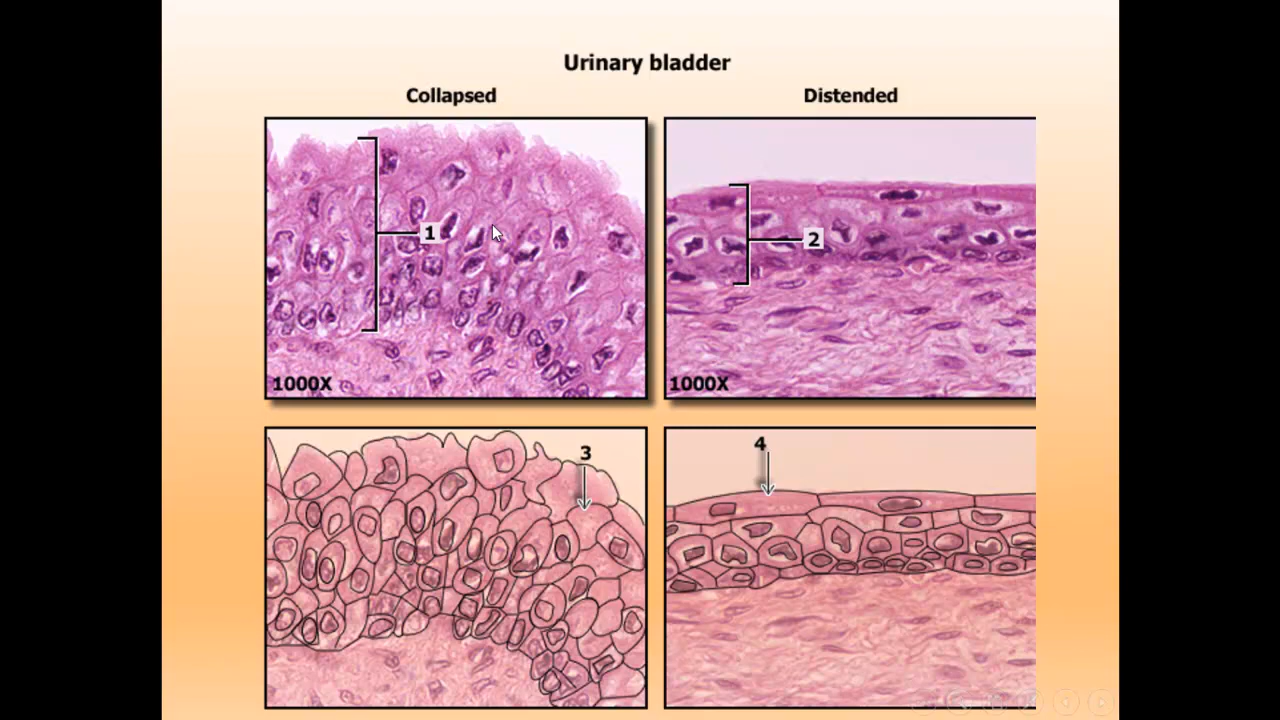 Urinary bladder
Collapsed
Distended
1
2
1000X
1000X
3
4